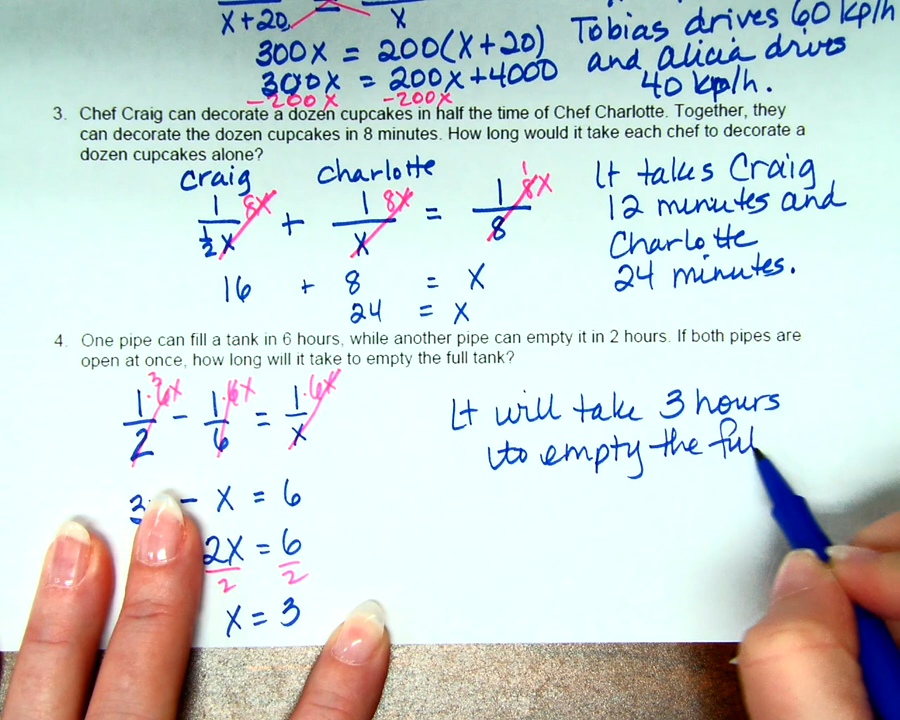 x+20 = x
300x = 200(x+20)
300x = 200x+4000
-200x -200x
Tobias drives 60 kp/h
and Alicia drives
40 kp/h.
3. Chef Craig can decorate a dozen cupcakes in half the time of Chef Charlotte. Together, they
can decorate the dozen cupcakes in 8 minutes. How long would it take each chef to decorate a
dozen cupcakes alone?
Craig Charlotte
1 8x + 1 8x = 1 8x 1
1/2 x x 8
16 + 8 = x
24 = x
It takes Craig
12 minutes and
Charlotte
24 minutes.
4. One pipe can fill a tank in 6 hours, while another pipe can empty it in 2 hours. If both pipes are
open at once, how long will it take to empty the full tank?
1·6x 3 - 1·6x = 1·6x
2 6 x
3 - x = 6
2x = 6
2 2
x = 3
It will take 3 hours
to empty the ful